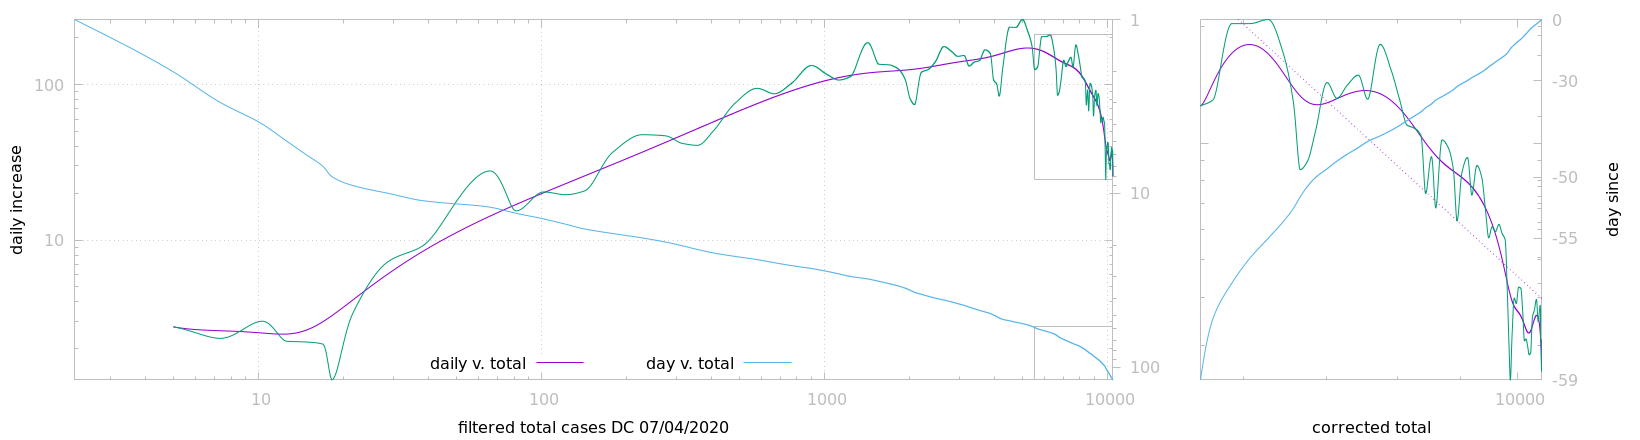 daily increase
100
10
daily v. total
day v. total
10
100
1000
10000
filtered total cases DC 07/04/2020
1
10
100
0
-30
-50
-55
-59
day since
10000
corrected total